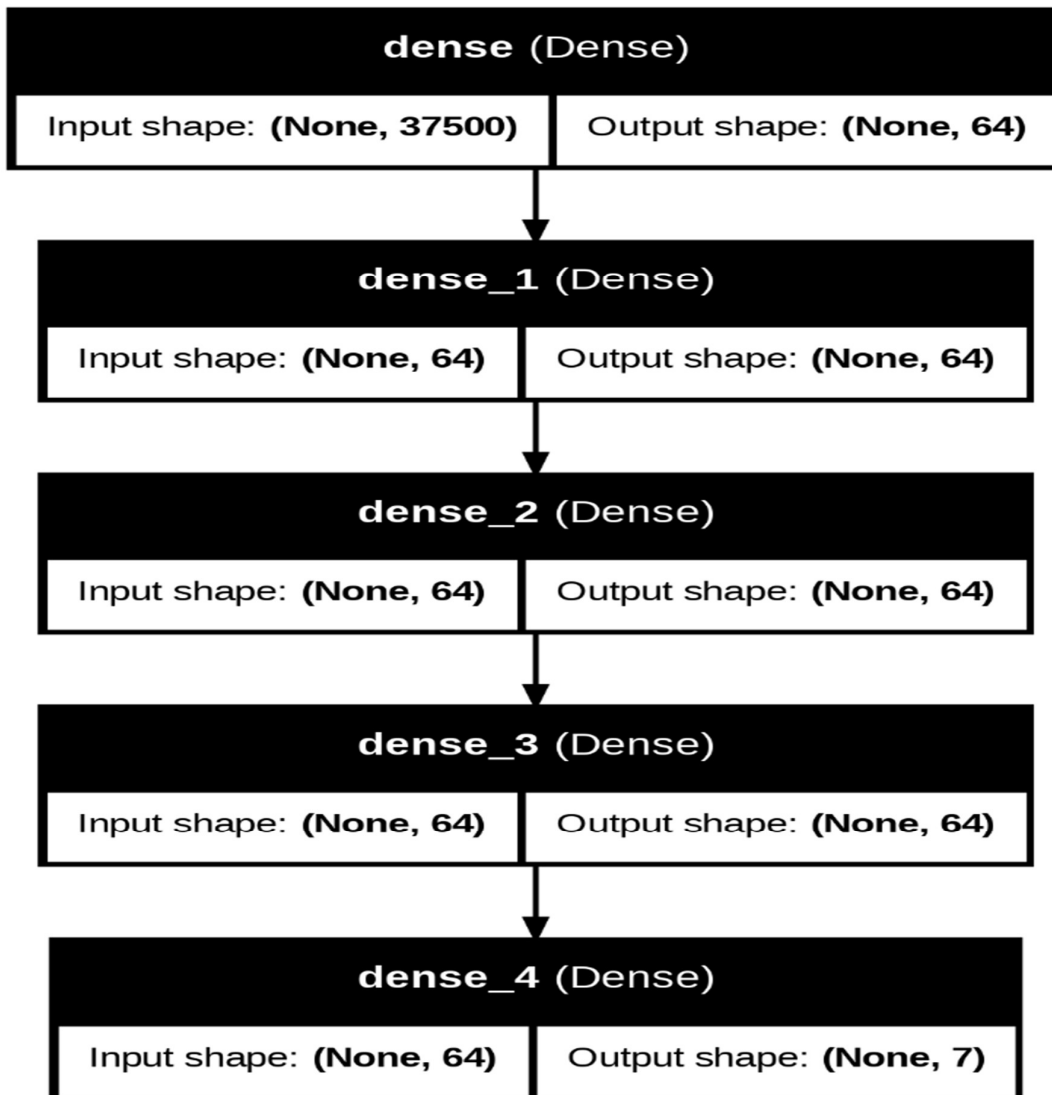 dense (Dense)
Input shape: (None, 37500) Output shape: (None, 64)
dense_1 (Dense)
Input shape: (None, 64) Output shape: (None, 64)
dense_2 (Dense)
Input shape: (None, 64) Output shape: (None, 64)
dense_3 (Dense)
Input shape: (None, 64) Output shape: (None, 64)
dense_4 (Dense)
Input shape: (None, 64) Output shape: (None, 7)